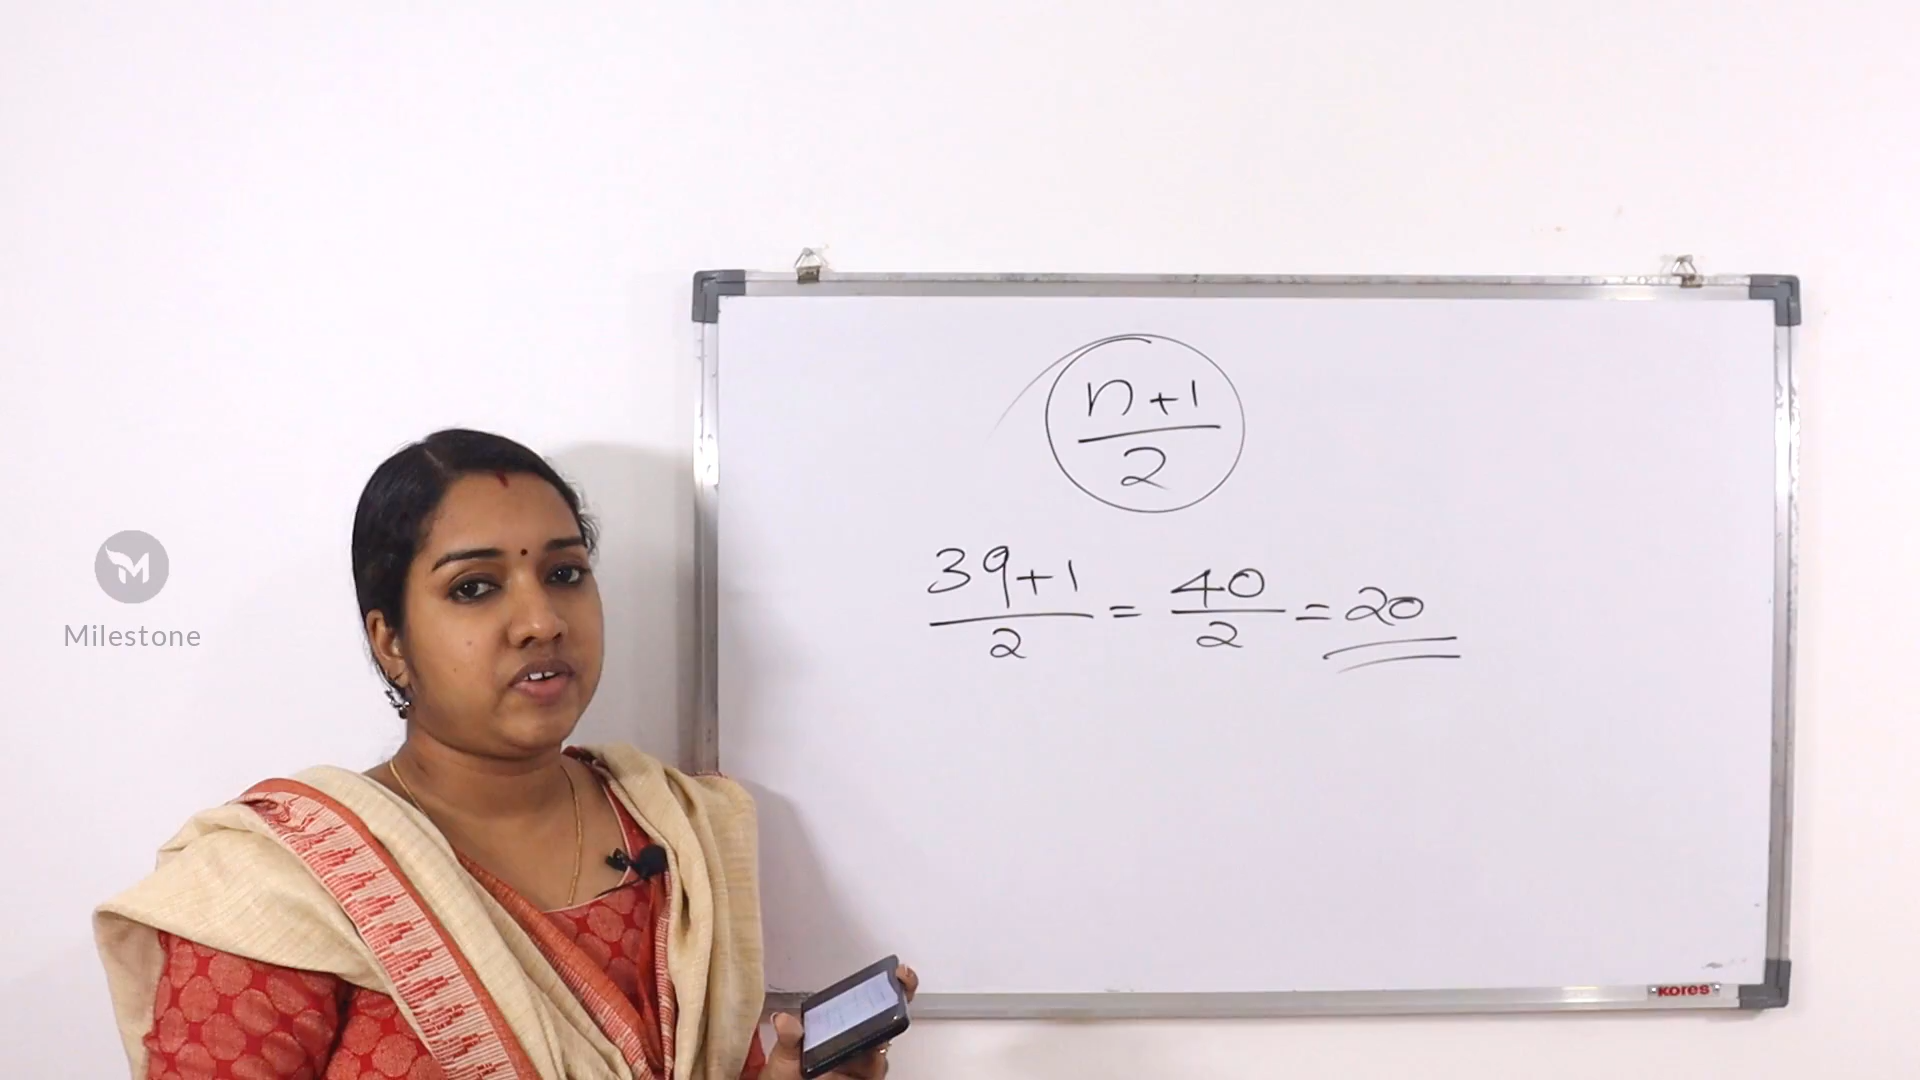 n+1
2
39+1/2 = 40/2 = 20
Milestone
KORES